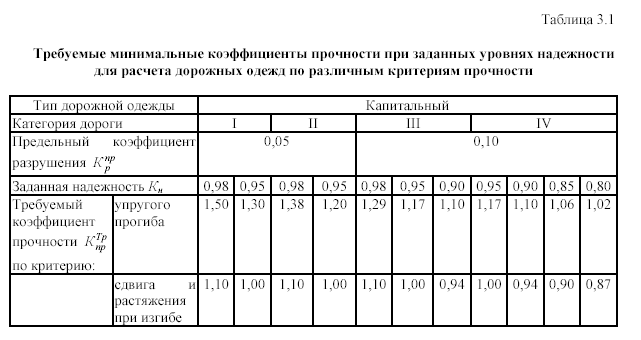 Таблица 3.1
Требуемые минимальные коэффициенты прочности при заданных уровнях надежности
для расчета дорожных одежд по различным критериям прочности
Тип дорожной одежды Капитальный
Категория дороги I II III IV
Предельный коэффициент
разрушения K_р^пр 0,05 0,10
Заданная надежность Kн 0,98 0,95 0,98 0,95 0,98 0,95 0,90 0,95 0,90 0,85 0,80
Требуемый упругого 1,50 1,30 1,38 1,20 1,29 1,17 1,10 1,17 1,10 1,06 1,02
коэффициент прогиба
прочности K_пр^Тр
по критерию:
сдвига и 1,10 1,00 1,10 1,00 1,10 1,00 0,94 1,00 0,94 0,90 0,87
растяжения
при изгибе